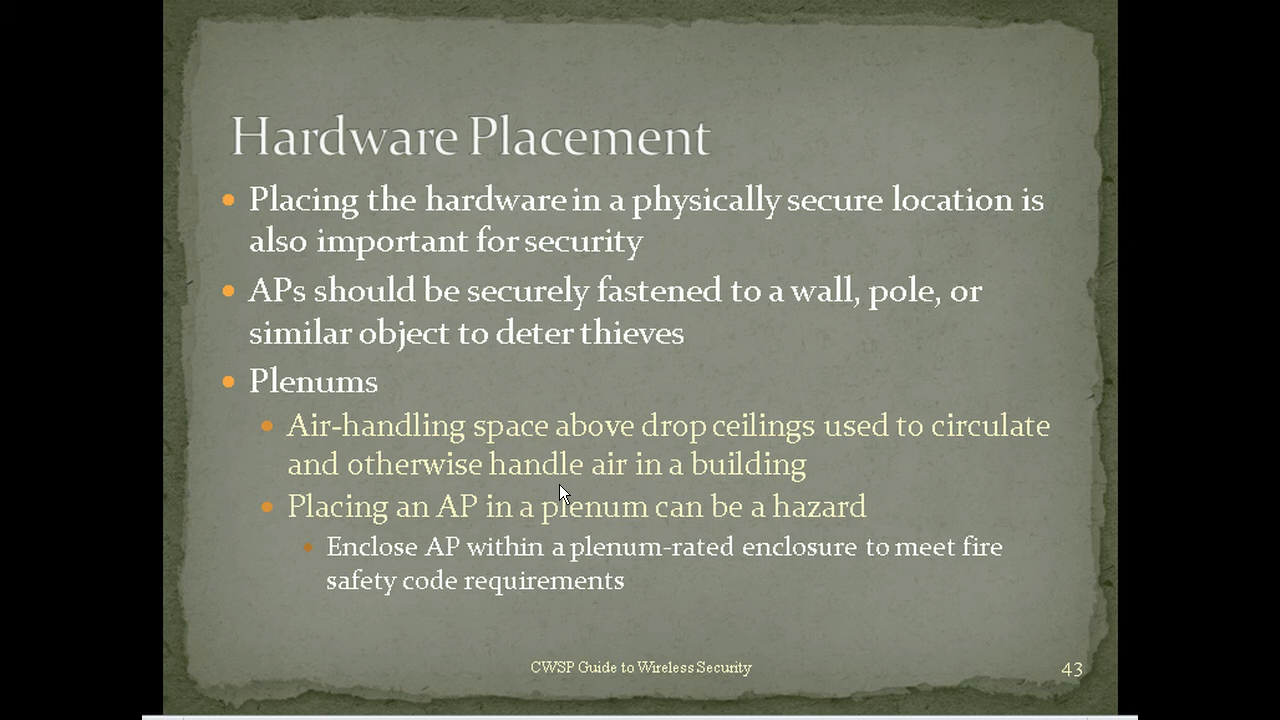 Hardware Placement
Placing the hardware in a physically secure location is
also important for security
APs should be securely fastened to a wall, pole, or
similar object to deter thieves
Plenums
Air-handling space above drop ceilings used to circulate
and otherwise handle air in a building
Placing an AP in a plenum can be a hazard
Enclose AP within a plenum-rated enclosure to meet fire
safety code requirements
CWSP Guide to Wireless Security
43